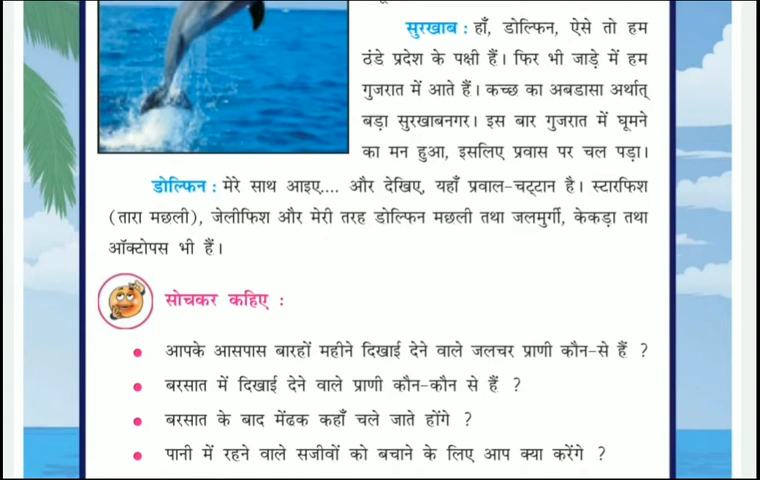 सुरखाब : हाँ, डोल्फिन, ऐसे तो हम
ठंडे प्रदेश के पक्षी हैं। फिर भी जाड़े में हम
गुजरात में आते हैं। कच्छ का अबडासा अर्थात्
बड़ा सुरखाबनगर। इस बार गुजरात में घूमने
का मन हुआ, इसलिए प्रवास पर चल पड़ा।
डोल्फिन : मेरे साथ आइए.... और देखिए, यहाँ प्रवाल-चट्टान है। स्टारफिश
(तारा मछली), जेलीफिश और मेरी तरह डोल्फिन मछली तथा जलमुर्गी, केकड़ा तथा
ऑक्टोपस भी हैं।
सोचकर कहिए :
• आपके आसपास बारहों महीने दिखाई देने वाले जलचर प्राणी कौन-से हैं ?
• बरसात में दिखाई देने वाले प्राणी कौन-कौन से हैं ?
• बरसात के बाद मेंढक कहाँ चले जाते होंगे ?
• पानी में रहने वाले सजीवों को बचाने के लिए आप क्या करेंगे ?